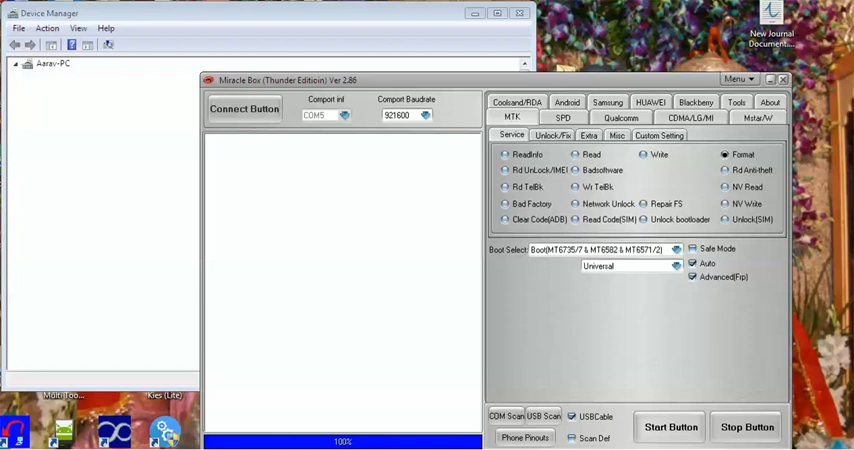 Device Manager
File Action View Help
Aarav-PC
New Journal
Document....
Miracle Box (Thunder Editioin) Ver 2.86
Menu
Connect Button
Comport inf
Comport Baudrate
COM5
921600
Coolsand/RDA Android Samsung HUAWEI Blackberry Tools About
MTK SPD Qualcomm CDMA/LG/MI Mstar/W
Service Unlock/Fix Extra Misc Custom Setting
ReadInfo Read Write Format
Rd UnLock/IMEI Badsoftware Rd Anti-theft
Rd TelBk Wr TelBk NV Read
Bad Factory Network Unlock Repair FS NV Write
Clear Code(ADB) Read Code(SIM) Unlock bootloader Unlock(SIM)
Boot Select: Boot(MT6735/7 & MT6582 & MT6571/2) Safe Mode
Universal Auto
Advanced(Frp)
COM Scan USB Scan USBCable
Start Button Stop Button
Phone Pinouts Scan Def
100%
Multi Too...
Kies (Lite)